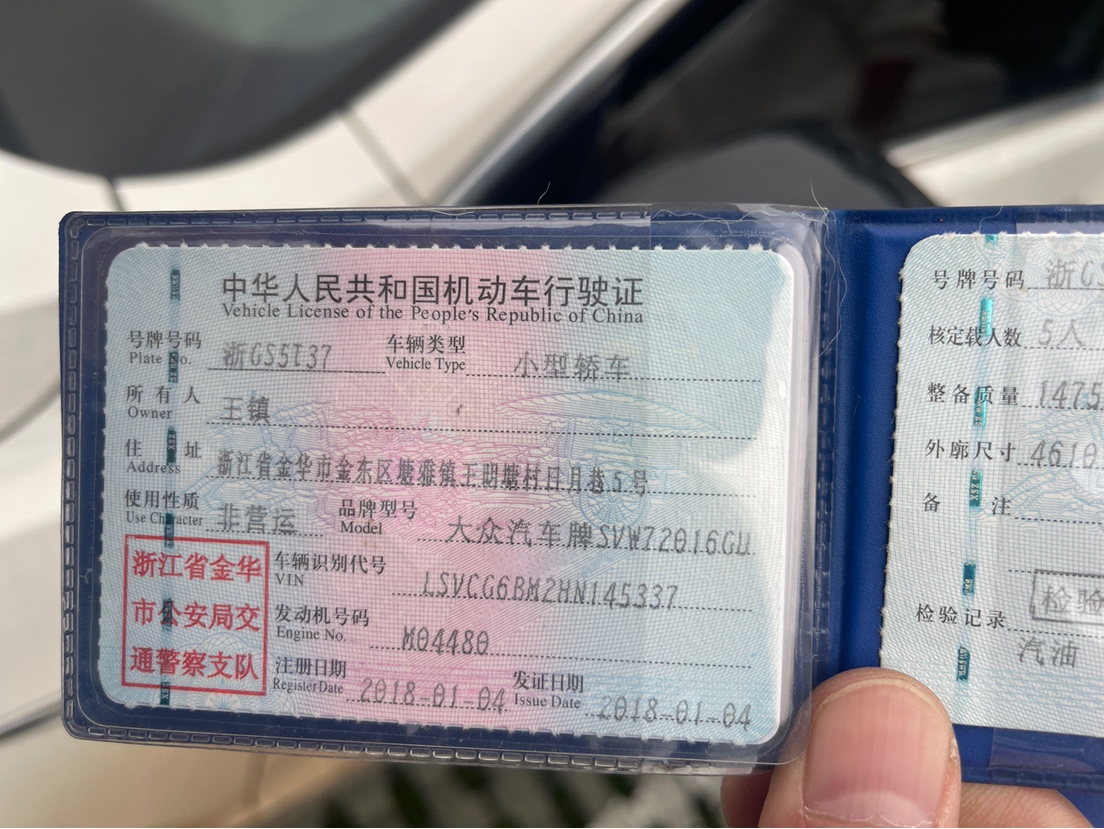 中华人民共和国机动车行驶证
Vehicle License of the People's Republic of China
号牌号码 Plate No. 浙GS5T37 车辆类型 Vehicle Type 小型轿车
所有人 Owner 王镇
住址 Address 浙江省金华市金东区塘雅镇王明塘村日月巷5号
使用性质 Use Character 非营运 品牌型号 Model 大众汽车牌SVW72016GU
浙江省金华
市公安局交
通警察支队
车辆识别代号 VIN LSVCG6BM2HN145337
发动机号码 Engine No. M04480
注册日期 Register Date 2018-01-04 发证日期 Issue Date 2018-01-04
号牌号码 浙GS
核定载人数 5人
整备质量 1475
外廓尺寸 4610
备注
检验记录 检验
汽油